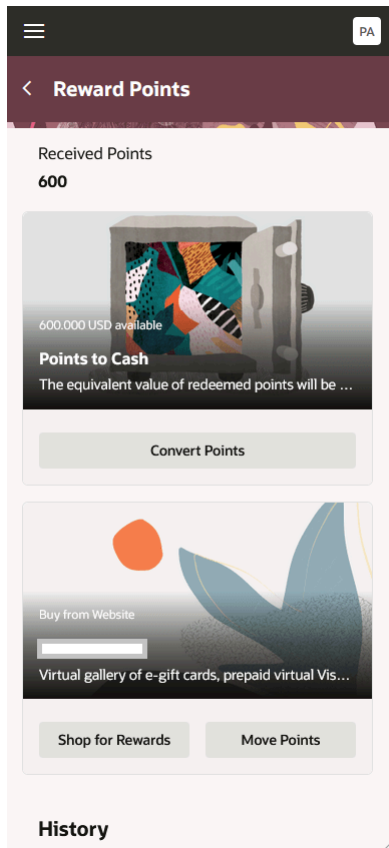 PA
Reward Points
Received Points
600
600.000 USD available
Points to Cash
The equivalent value of redeemed points will be ...
Convert Points
Buy from Website
Virtual gallery of e-gift cards, prepaid virtual Vis...
Shop for Rewards
Move Points
History